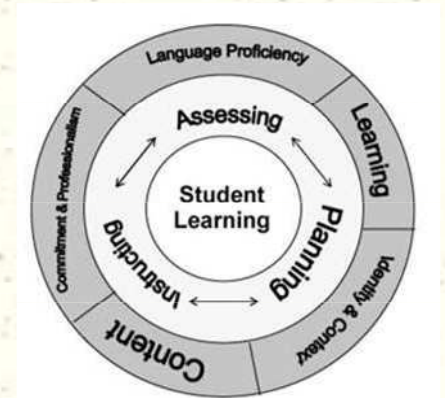 Language Proficiency
Learning
Identity & Context
Content
Commitment & Professionalism
Assessing
Planning
Instructing
Student
Learning